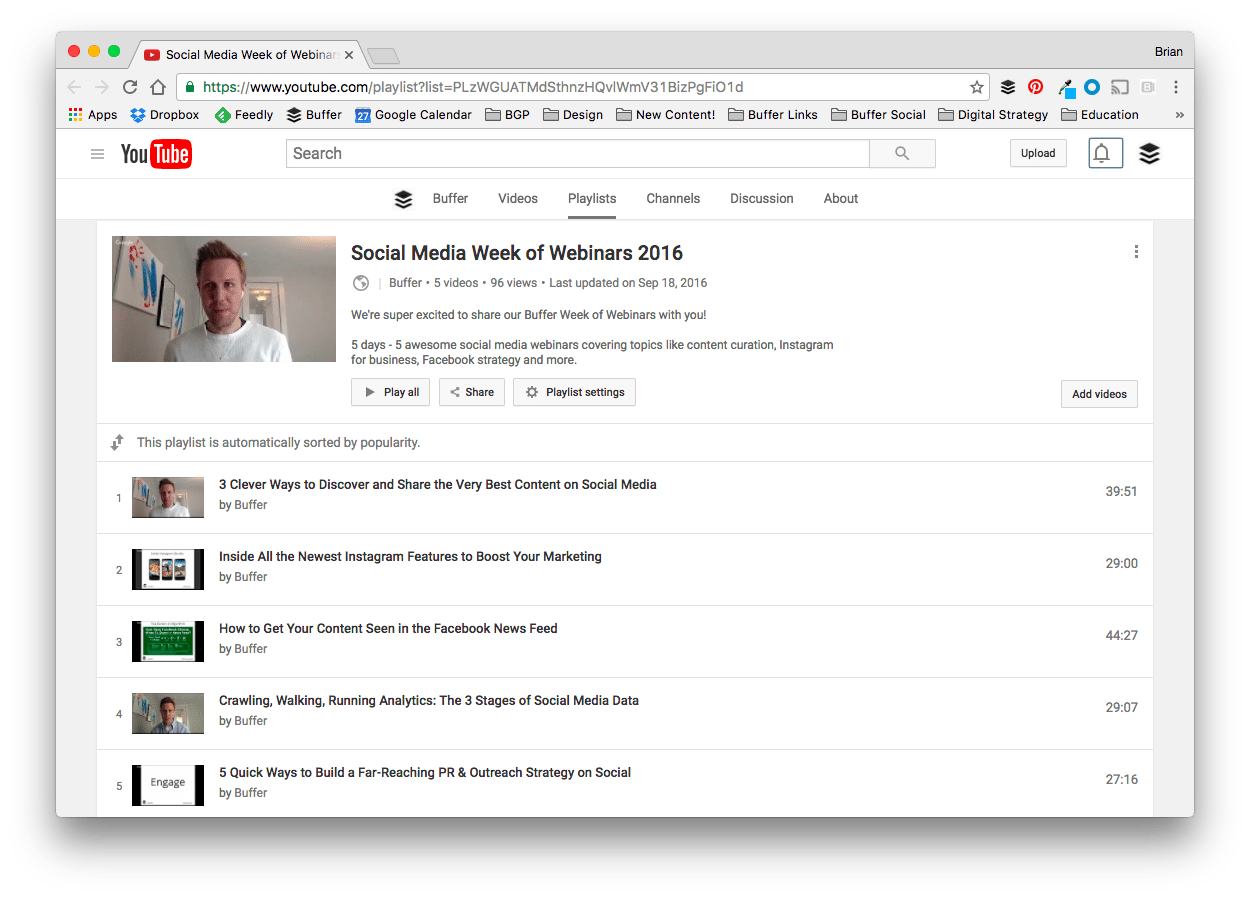 Social Media Week of Webinars
Brian
https://www.youtube.com/playlist?list=PLzWGUATMdSthnzHQvlWmV31BizPgFiO1d
Apps Dropbox Feedly Buffer 27 Google Calendar BGP Design New Content! Buffer Links Buffer Social Digital Strategy Education »
YouTube Search Upload
Buffer Videos Playlists Channels Discussion About
Social Media Week of Webinars 2016
Buffer • 5 videos • 96 views • Last updated on Sep 18, 2016
We're super excited to share our Buffer Week of Webinars with you!
5 days - 5 awesome social media webinars covering topics like content curation, Instagram
for business, Facebook strategy and more.
Play all Share Playlist settings Add videos
This playlist is automatically sorted by popularity.
1 3 Clever Ways to Discover and Share the Very Best Content on Social Media 39:51
by Buffer
2 Inside All the Newest Instagram Features to Boost Your Marketing 29:00
by Buffer
3 How to Get Your Content Seen in the Facebook News Feed 44:27
by Buffer
4 Crawling, Walking, Running Analytics: The 3 Stages of Social Media Data 29:07
by Buffer
5 Engage 5 Quick Ways to Build a Far-Reaching PR & Outreach Strategy on Social 27:16
by Buffer